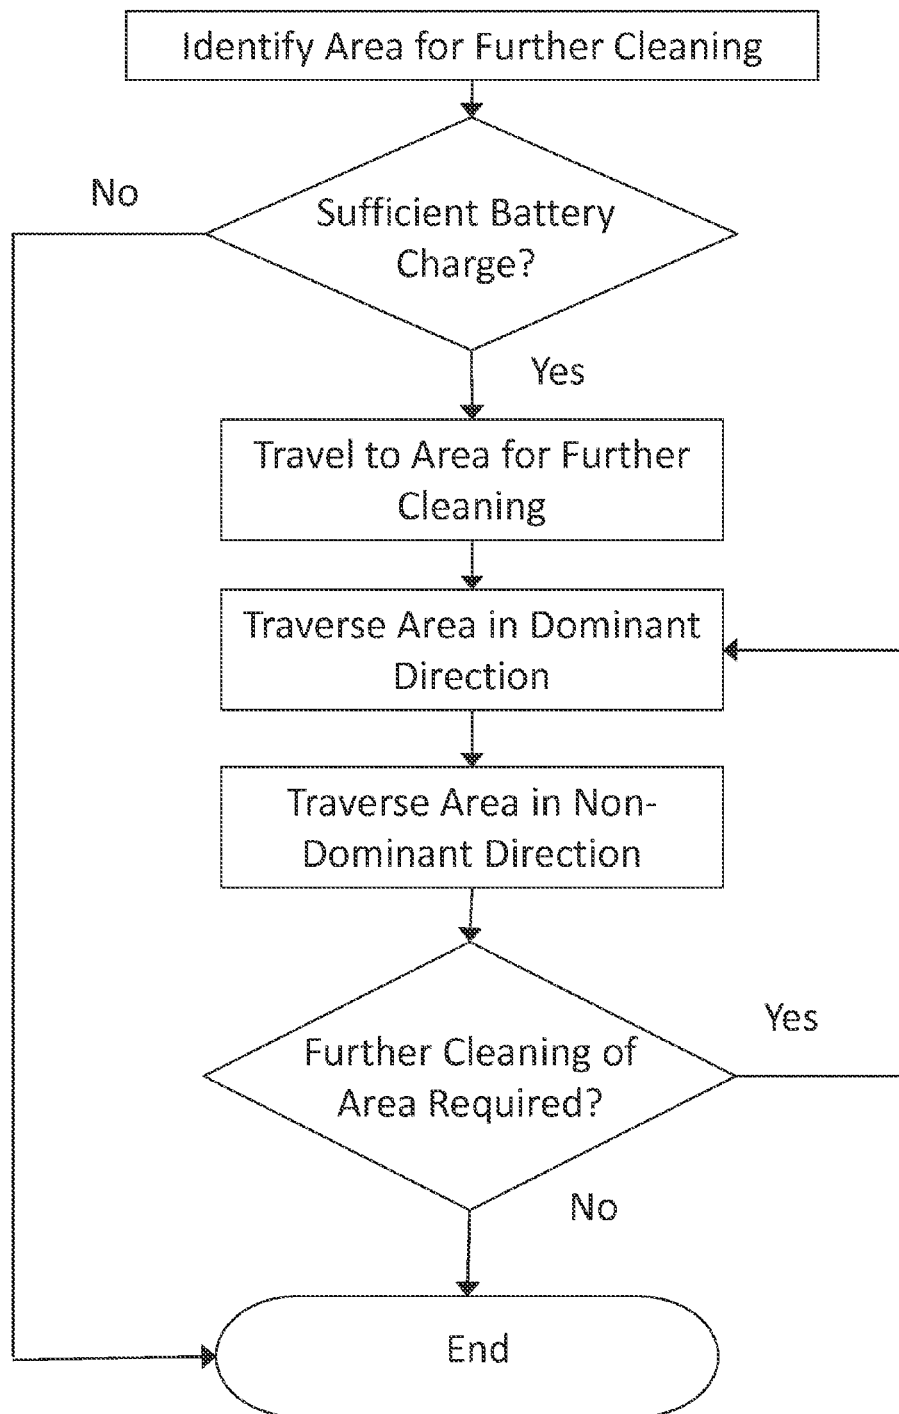 Identify Area for Further Cleaning
No
Sufficient Battery
Charge?
Yes
Travel to Area for Further
Cleaning
Traverse Area in Dominant
Direction
Traverse Area in Non-
Dominant Direction
Yes
Further Cleaning of
Area Required?
No
End